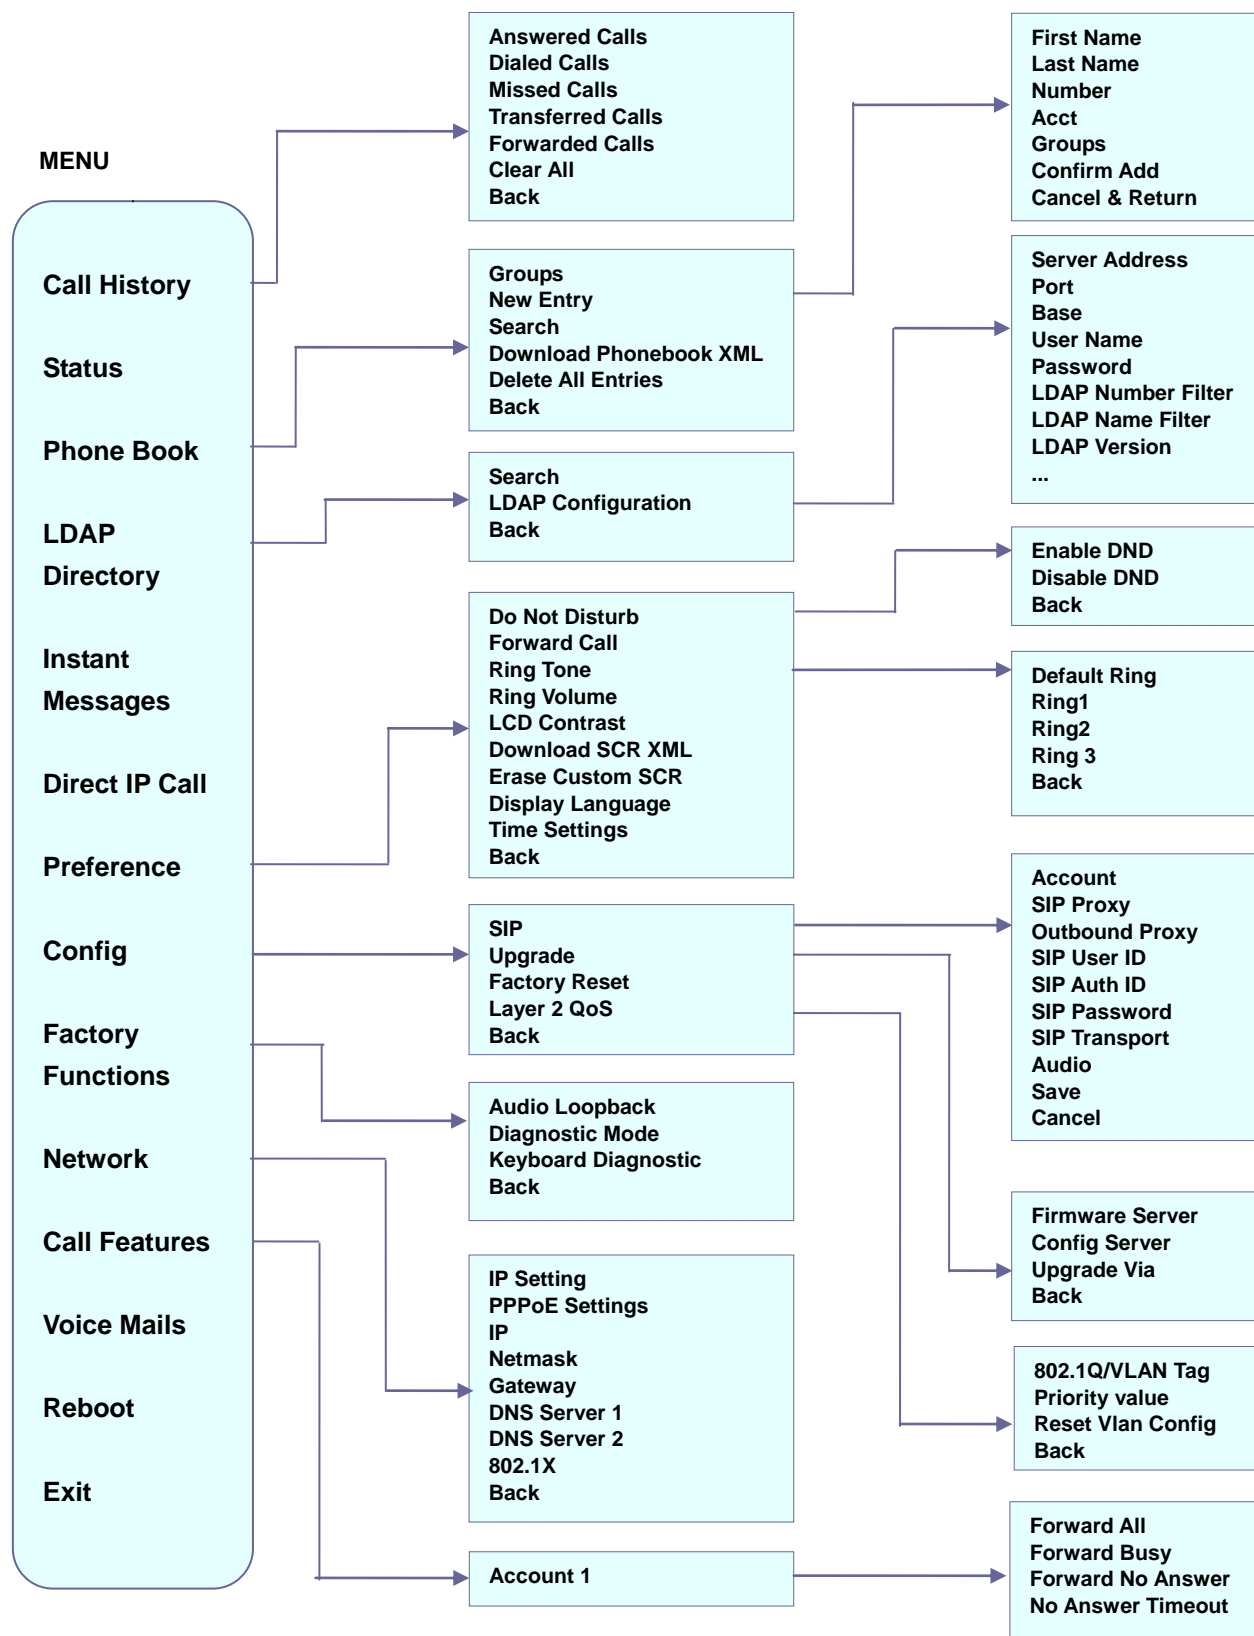 MENU
Call History
Status
Phone Book
LDAP
Directory
Instant
Messages
Direct IP Call
Preference
Config
Factory
Functions
Network
Call Features
Voice Mails
Reboot
Exit
Answered Calls
Dialed Calls
Missed Calls
Transferred Calls
Forwarded Calls
Clear All
Back
Groups
New Entry
Search
Download Phonebook XML
Delete All Entries
Back
Search
LDAP Configuration
Back
Do Not Disturb
Forward Call
Ring Tone
Ring Volume
LCD Contrast
Download SCR XML
Erase Custom SCR
Display Language
Time Settings
Back
SIP
Upgrade
Factory Reset
Layer 2 QoS
Back
Audio Loopback
Diagnostic Mode
Keyboard Diagnostic
Back
IP Setting
PPPoE Settings
IP
Netmask
Gateway
DNS Server 1
DNS Server 2
802.1X
Back
Account 1
First Name
Last Name
Number
Acct
Groups
Confirm Add
Cancel & Return
Server Address
Port
Base
User Name
Password
LDAP Number Filter
LDAP Name Filter
LDAP Version
...
Enable DND
Disable DND
Back
Default Ring
Ring1
Ring2
Ring 3
Back
Account
SIP Proxy
Outbound Proxy
SIP User ID
SIP Auth ID
SIP Password
SIP Transport
Audio
Save
Cancel
Firmware Server
Config Server
Upgrade Via
Back
802.1Q/VLAN Tag
Priority value
Reset Vlan Config
Back
Forward All
Forward Busy
Forward No Answer
No Answer Timeout